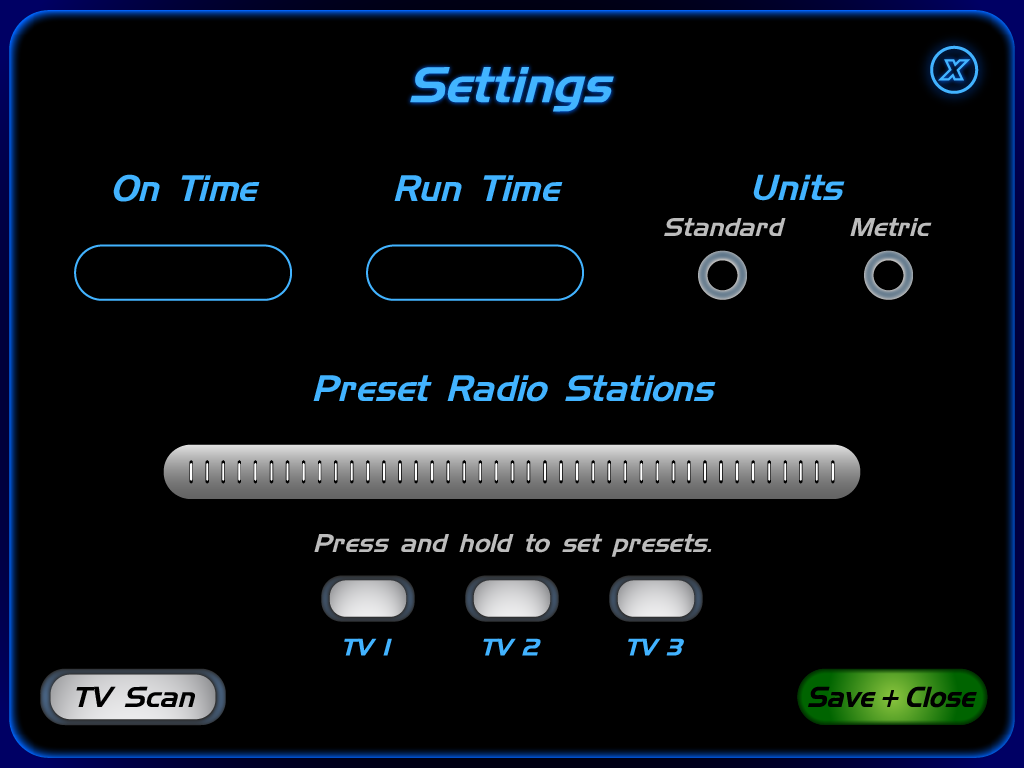 Settings
X
On Time
Run Time
Units
Standard
Metric
Preset Radio Stations
Press and hold to set presets.
TV 1
TV 2
TV 3
TV Scan
Save + Close